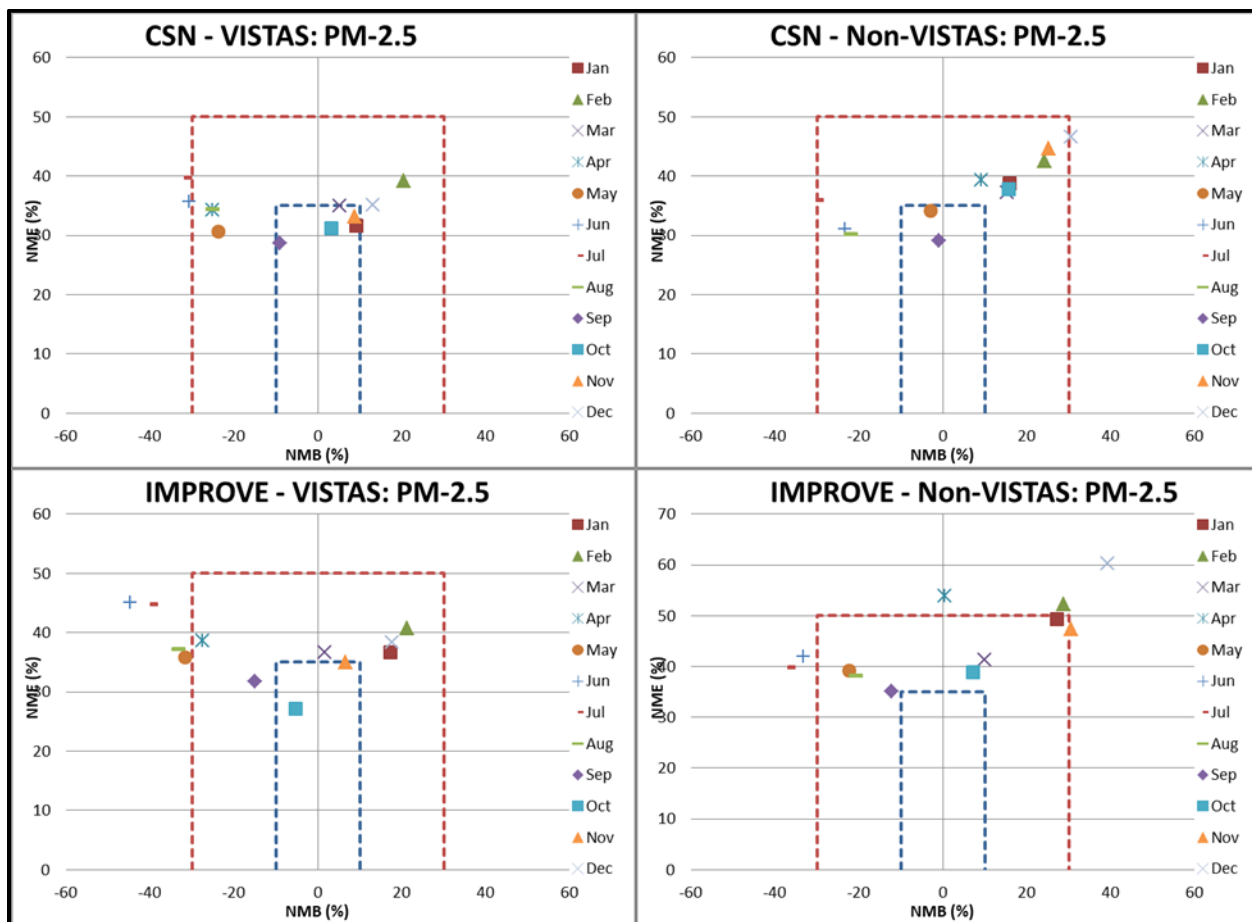 CSN - VISTAS: PM-2.5
60
50
40
30
20
10
0
NME (%)
-60
-40
-20
0
20
40
60
NMB (%)
Jan
Feb
Mar
Apr
May
Jun
Jul
Aug
Sep
Oct
Nov
Dec
CSN - Non-VISTAS: PM-2.5
60
50
40
30
20
10
0
NME (%)
-60
-40
-20
0
20
40
60
NMB (%)
Jan
Feb
Mar
Apr
May
Jun
Jul
Aug
Sep
Oct
Nov
Dec
IMPROVE - VISTAS: PM-2.5
60
50
40
30
20
10
0
NME (%)
-60
-40
-20
0
20
40
60
NMB (%)
Jan
Feb
Mar
Apr
May
Jun
Jul
Aug
Sep
Oct
Nov
Dec
IMPROVE - Non-VISTAS: PM-2.5
70
60
50
40
30
20
10
0
NME (%)
-60
-40
-20
0
20
40
60
NMB (%)
Jan
Feb
Mar
Apr
May
Jun
Jul
Aug
Sep
Oct
Nov
Dec